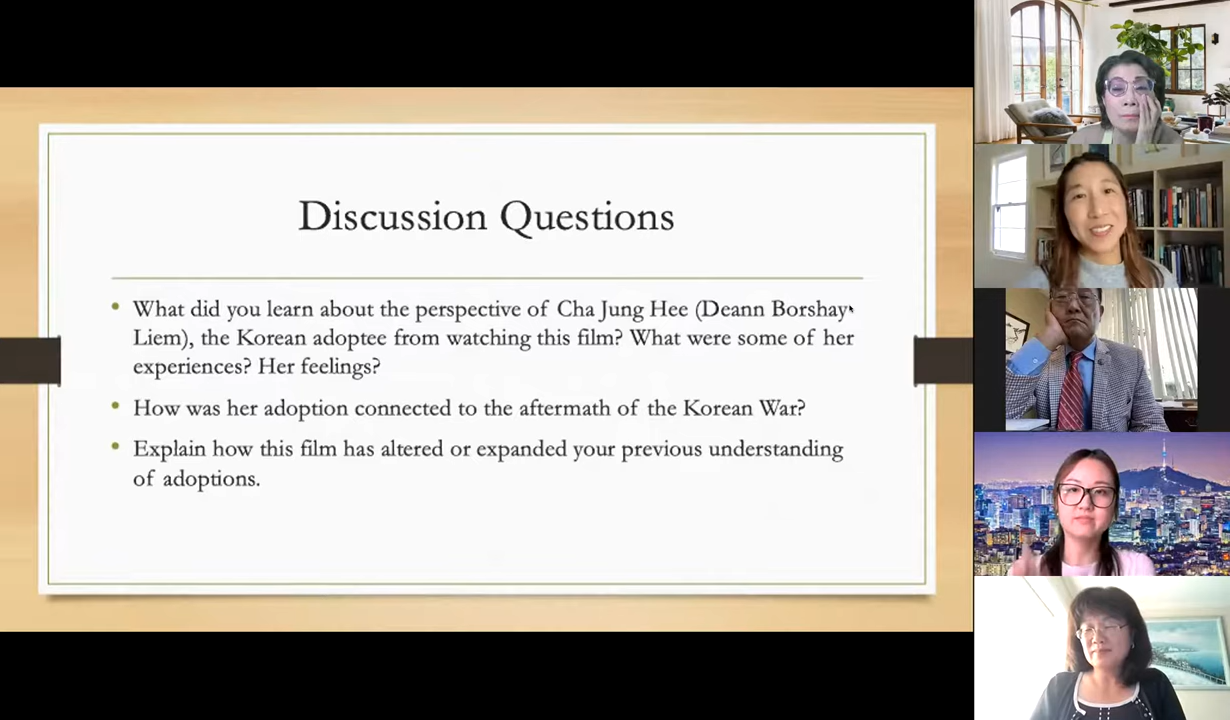 Discussion Questions
• What did you learn about the perspective of Cha Jung Hee (Deann Borshay
Liem), the Korean adoptee from watching this film? What were some of her
experiences? Her feelings?
• How was her adoption connected to the aftermath of the Korean War?
• Explain how this film has altered or expanded your previous understanding
of adoptions.